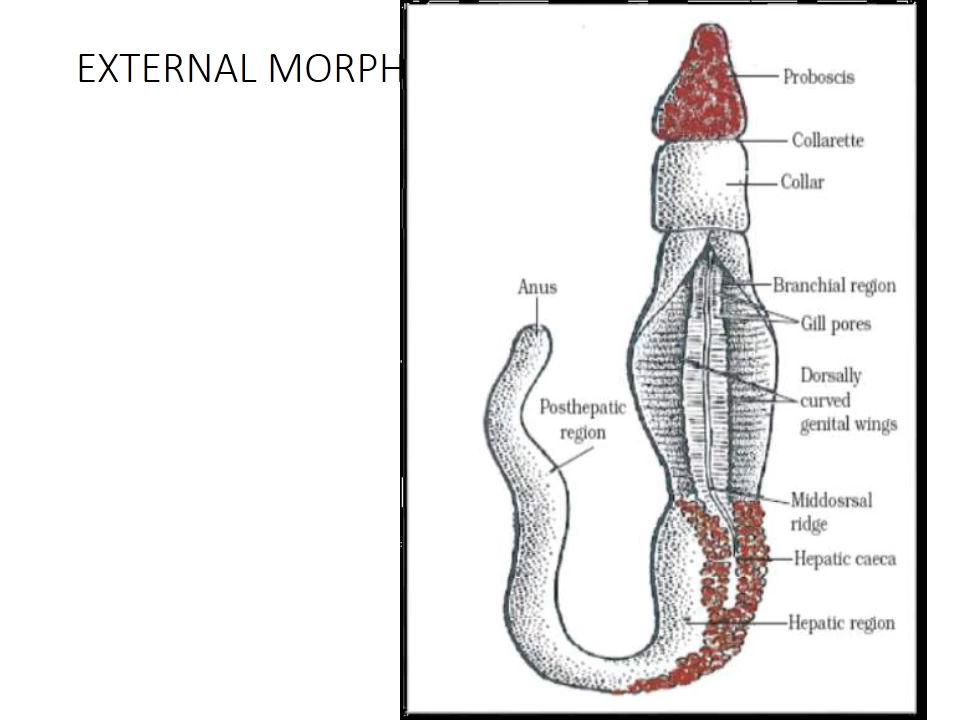 EXTERNAL MORPH
Proboscis
Collarette
Collar
Branchial region
Gill pores
Anus
Dorsally
curved
genital wings
Posthepatic
region
Middosrsal
ridge
Hepatic caeca
Hepatic region